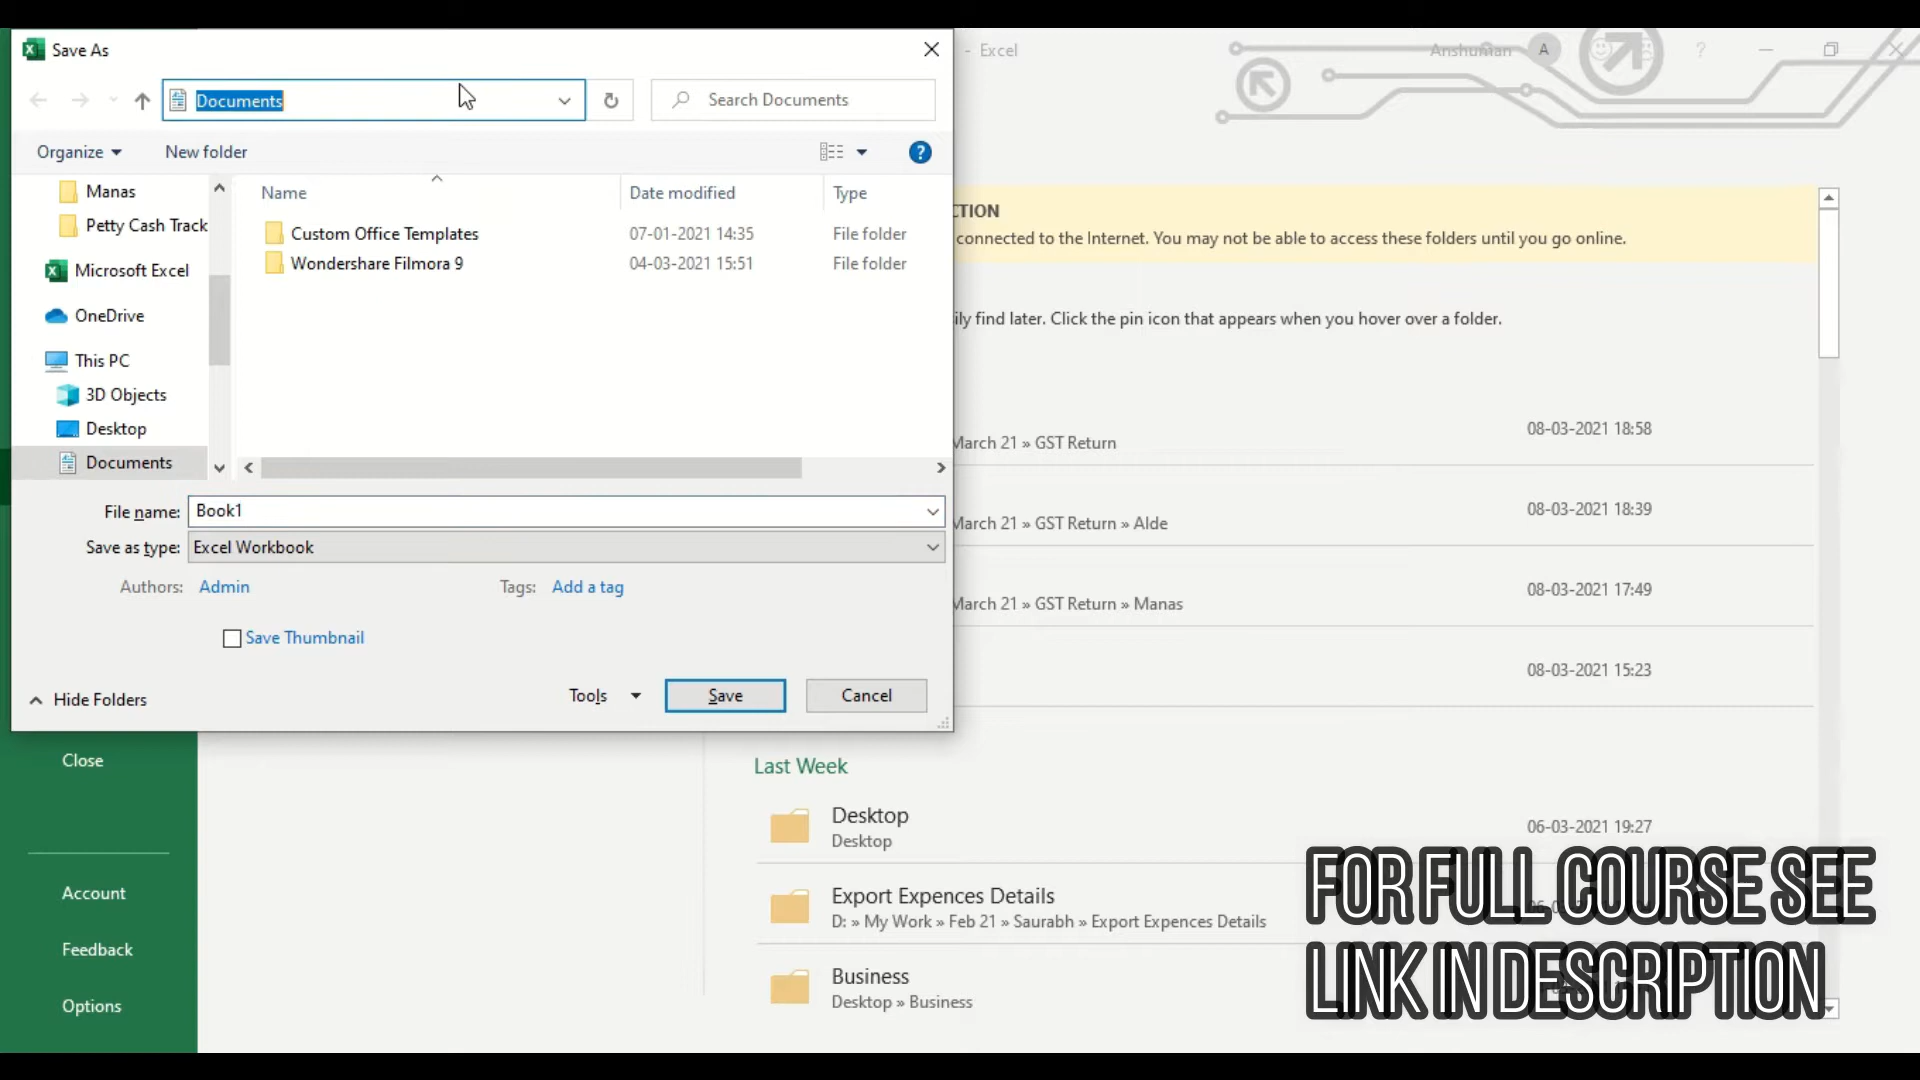 Save As
- Excel
Anshuman
A
?
Documents
Search Documents
Organize
New folder
?
Name
Date modified
Type
Manas
Petty Cash Track
Microsoft Excel
OneDrive
This PC
3D Objects
Desktop
Documents
Custom Office Templates 07-01-2021 14:35 File folder
Wondershare Filmora 9 04-03-2021 15:51 File folder
File name: Book1
Save as type: Excel Workbook
Authors: Admin
Tags: Add a tag
Save Thumbnail
Hide Folders
Tools
Save
Cancel
CTION
connected to the Internet. You may not be able to access these folders until you go online.
ily find later. Click the pin icon that appears when you hover over a folder.
08-03-2021 18:58
March 21 » GST Return
08-03-2021 18:39
March 21 » GST Return » Alde
08-03-2021 17:49
March 21 » GST Return » Manas
08-03-2021 15:23
Close
Account
Feedback
Options
Last Week
Desktop
Desktop
06-03-2021 19:27
Export Expences Details
D: » My Work » Feb 21 » Saurabh » Export Expences Details
Business
Desktop » Business
FOR FULL COURSE SEE
LINK IN DESCRIPTION